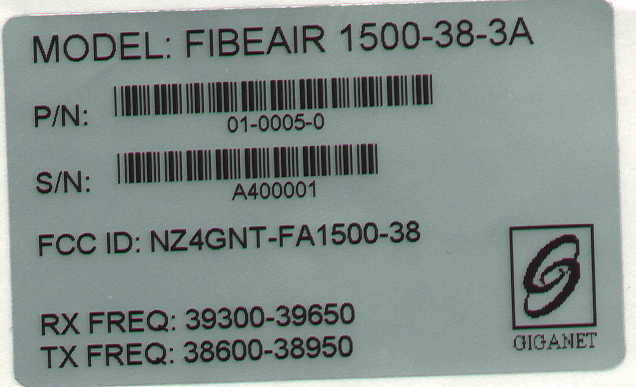 MODEL: FIBEAIR 1500-38-3A
P/N:
01-0005-0
S/N:
A400001
FCC ID: NZ4GNT-FA1500-38
RX FREQ: 39300-39650
TX FREQ: 38600-38950
GIGANET